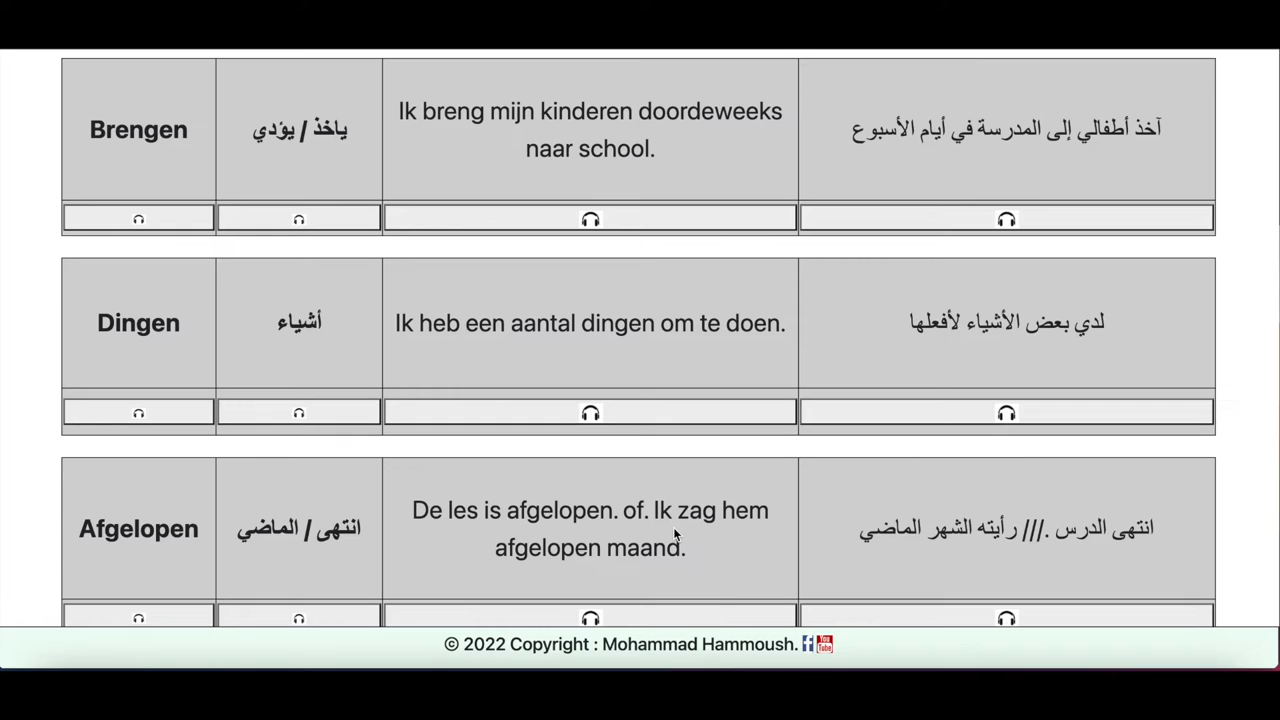 Brengen
ياخذ / يؤدي
Ik breng mijn kinderen doordeweeks
naar school.
آخذ أطفالي إلى المدرسة في أيام الأسبوع
Dingen
أشياء
Ik heb een aantal dingen om te doen.
لدي بعض الأشياء لأفعلها
Afgelopen
انتهى / الماضي
De les is afgelopen. of. Ik zag hem
afgelopen maand.
انتهى الدرس ./// رأيته الشهر الماضي
© 2022 Copyright : Mohammad Hammoush. f You Tube